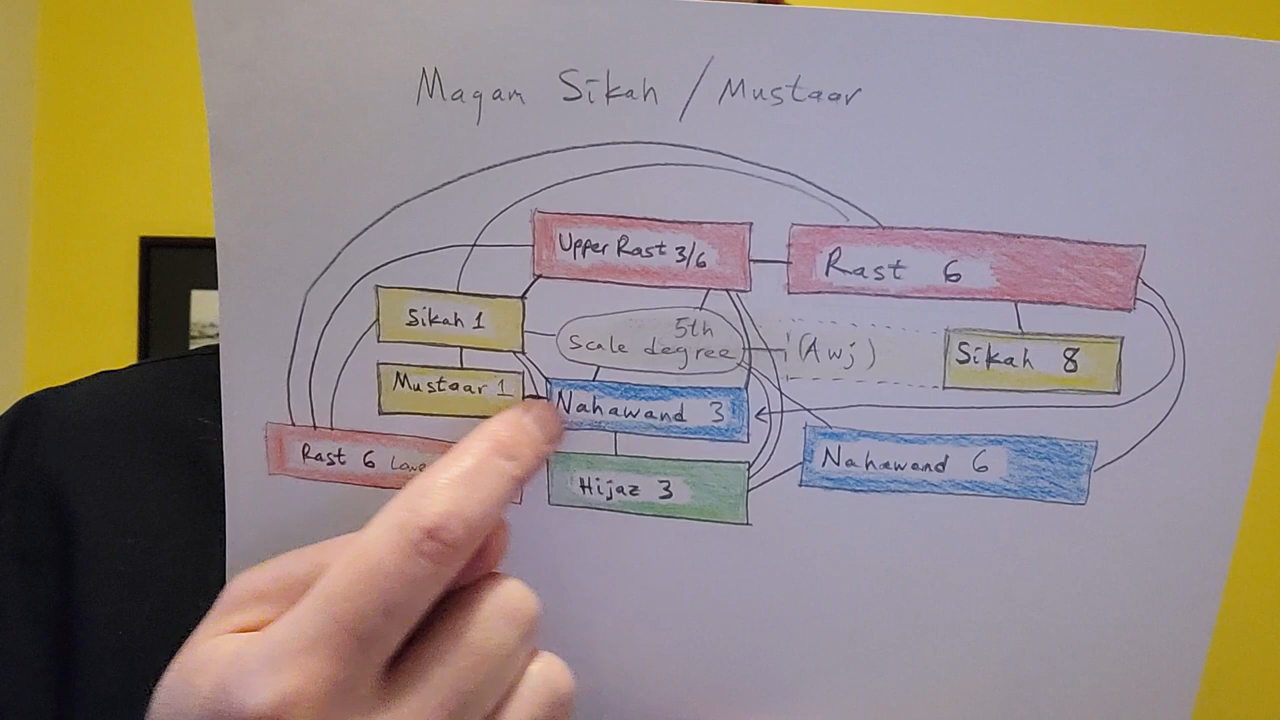 Maqam Sikah / Mustaar
Upper Rast 3/6
Rast 6
Sikah 1
5th
scale degree
(Awj)
Sikah 8
Mustaar 1
Nahawand 3
Rast 6
Nahawand 6
Hijaz 3